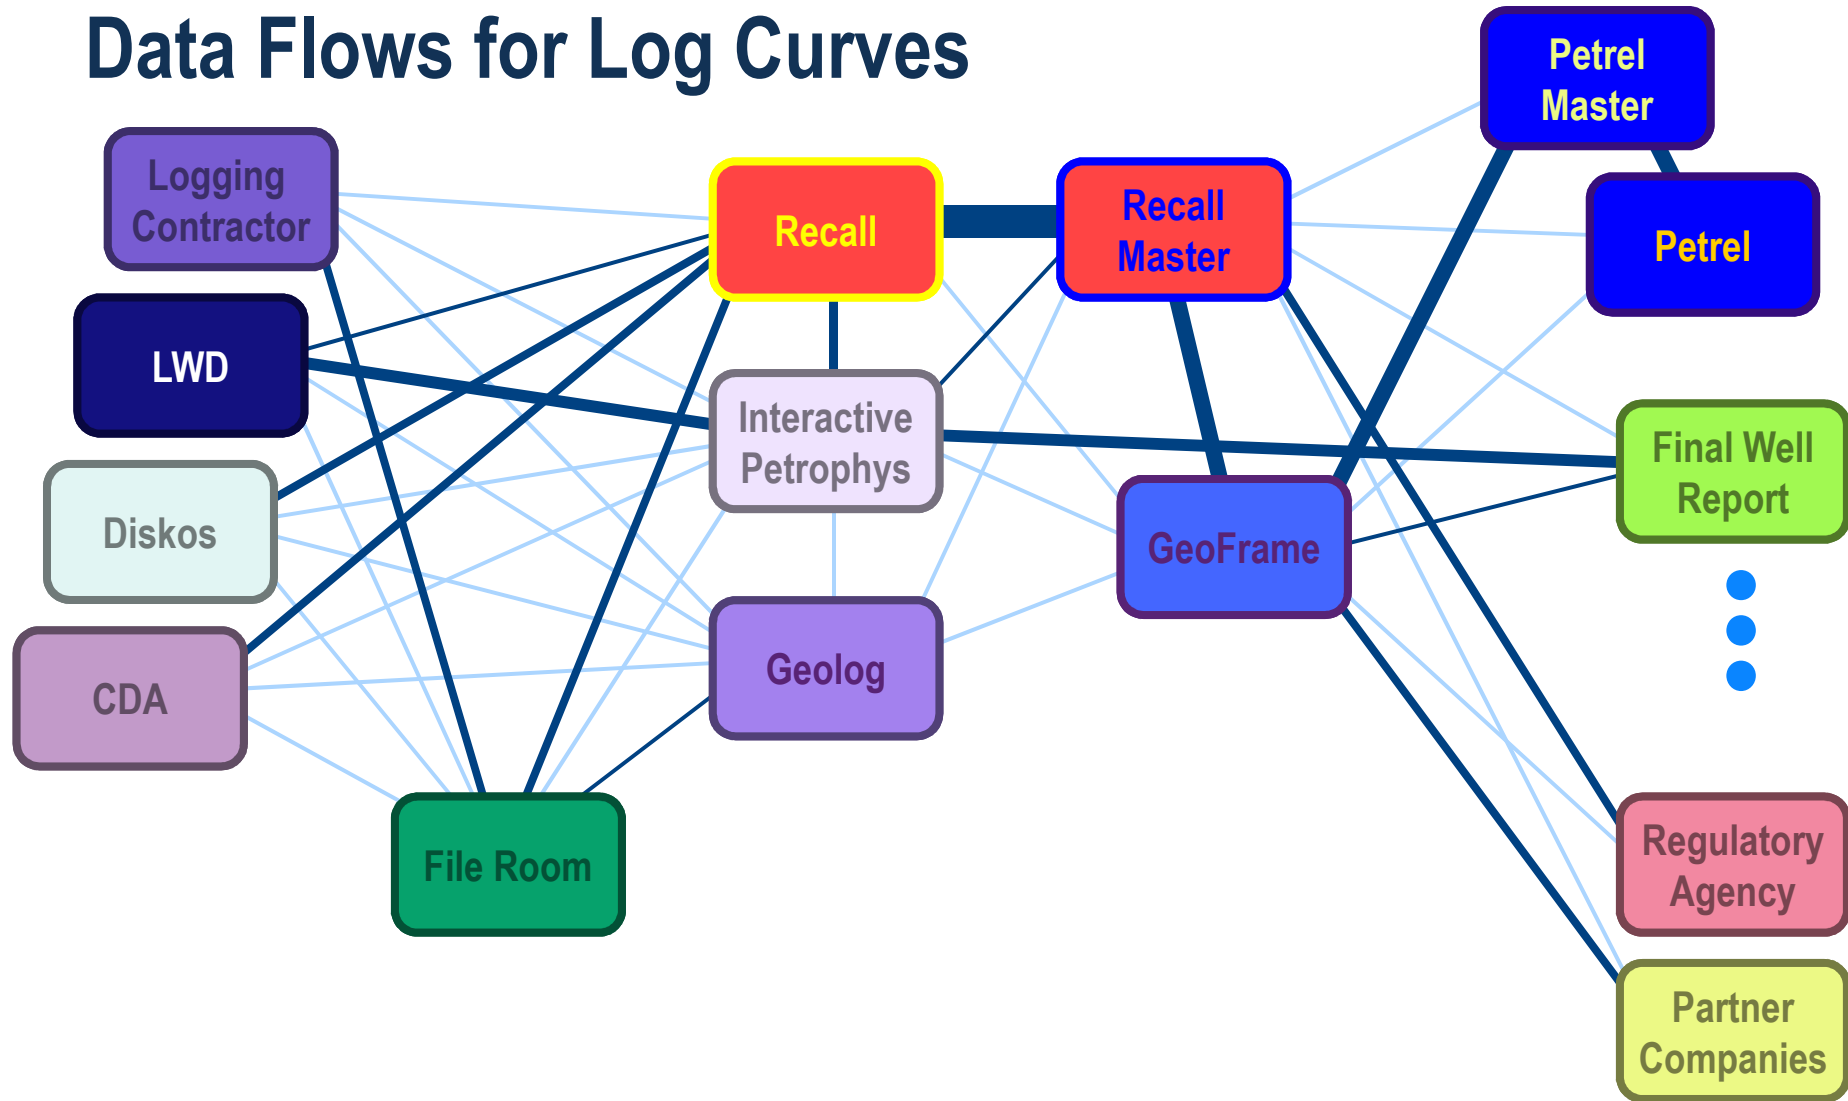 Data Flows for Log Curves
Petrel
Master
Logging
Contractor
Recall
Recall
Master
Petrel
LWD
Interactive
Petrophys
Final Well
Report
Diskos
GeoFrame
CDA
Geolog
File Room
Regulatory
Agency
Partner
Companies